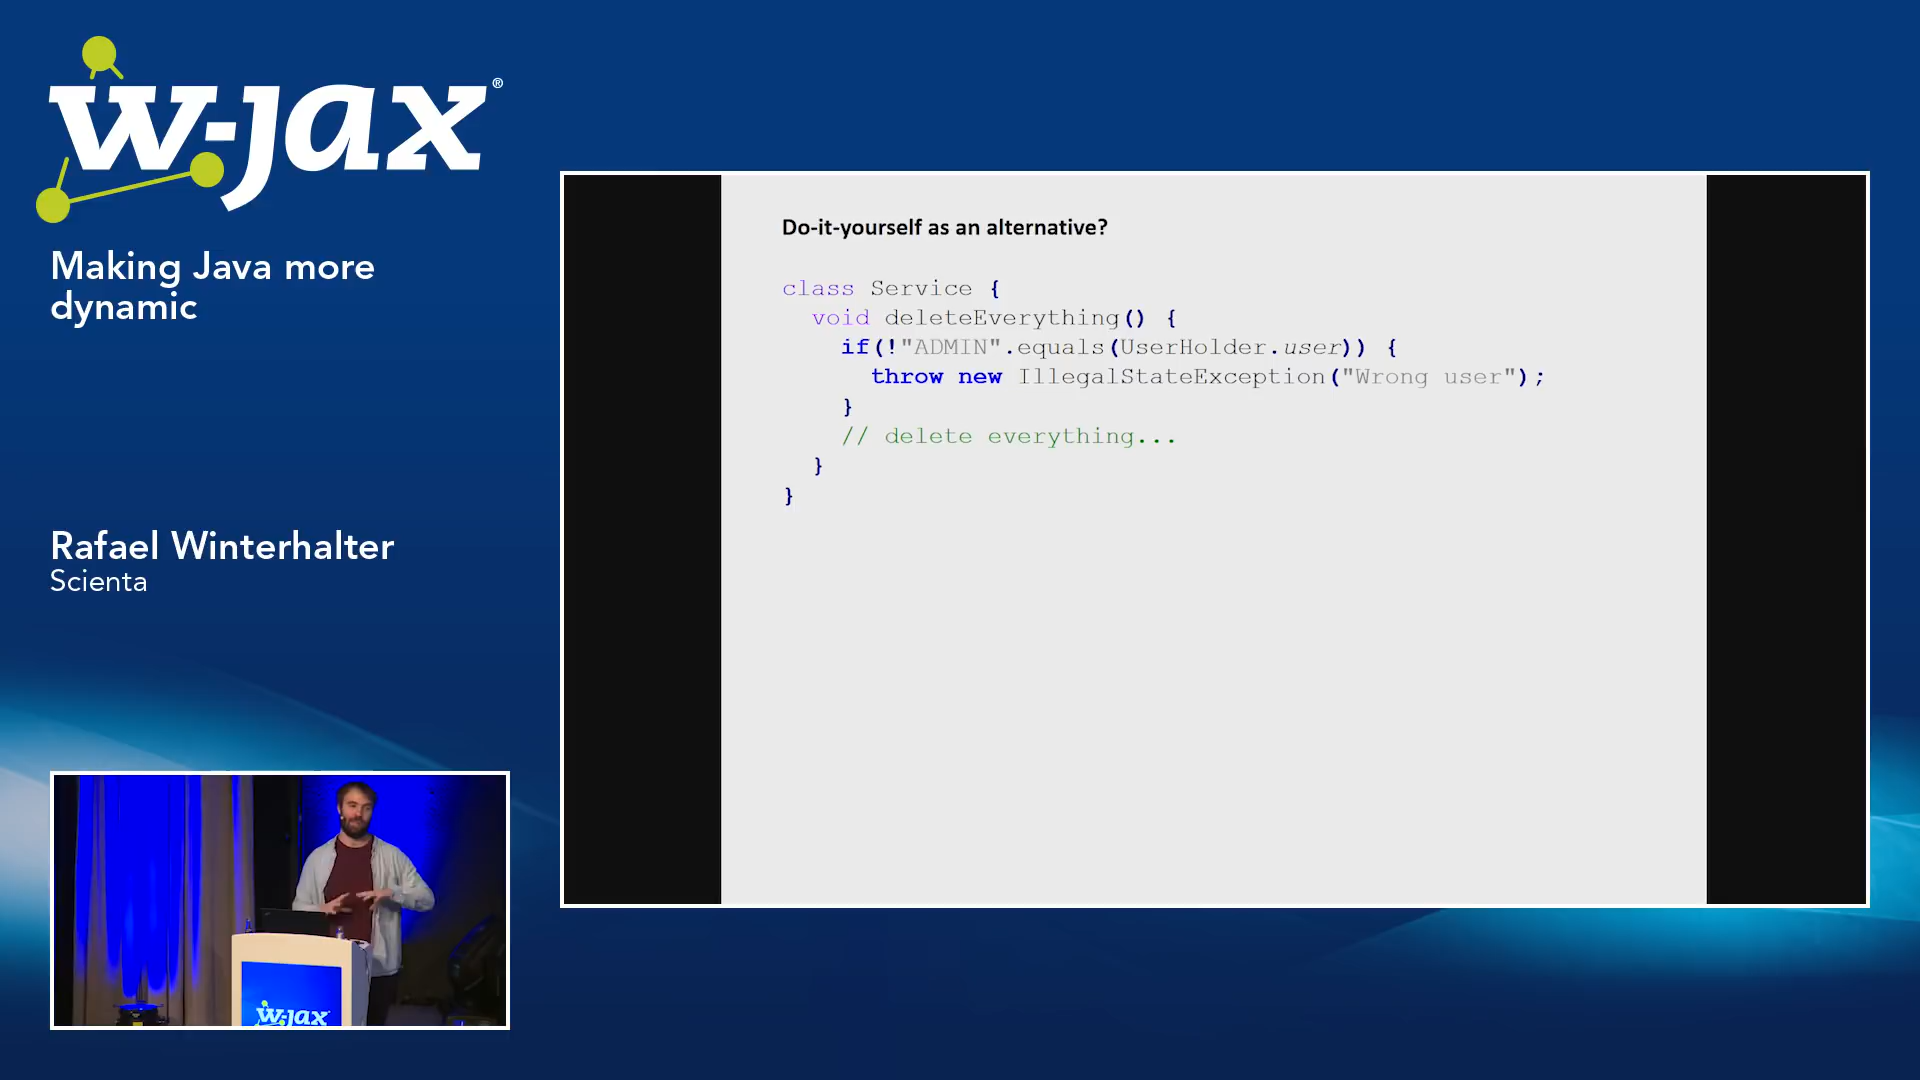 w-jax®
Making Java more
dynamic
Rafael Winterhalter
Scienta
Do-it-yourself as an alternative?
class Service {
void deleteEverything() {
if(!"ADMIN".equals(UserHolder.user)) {
throw new IllegalStateException("Wrong user");
}
// delete everything...
}
}
w-jax